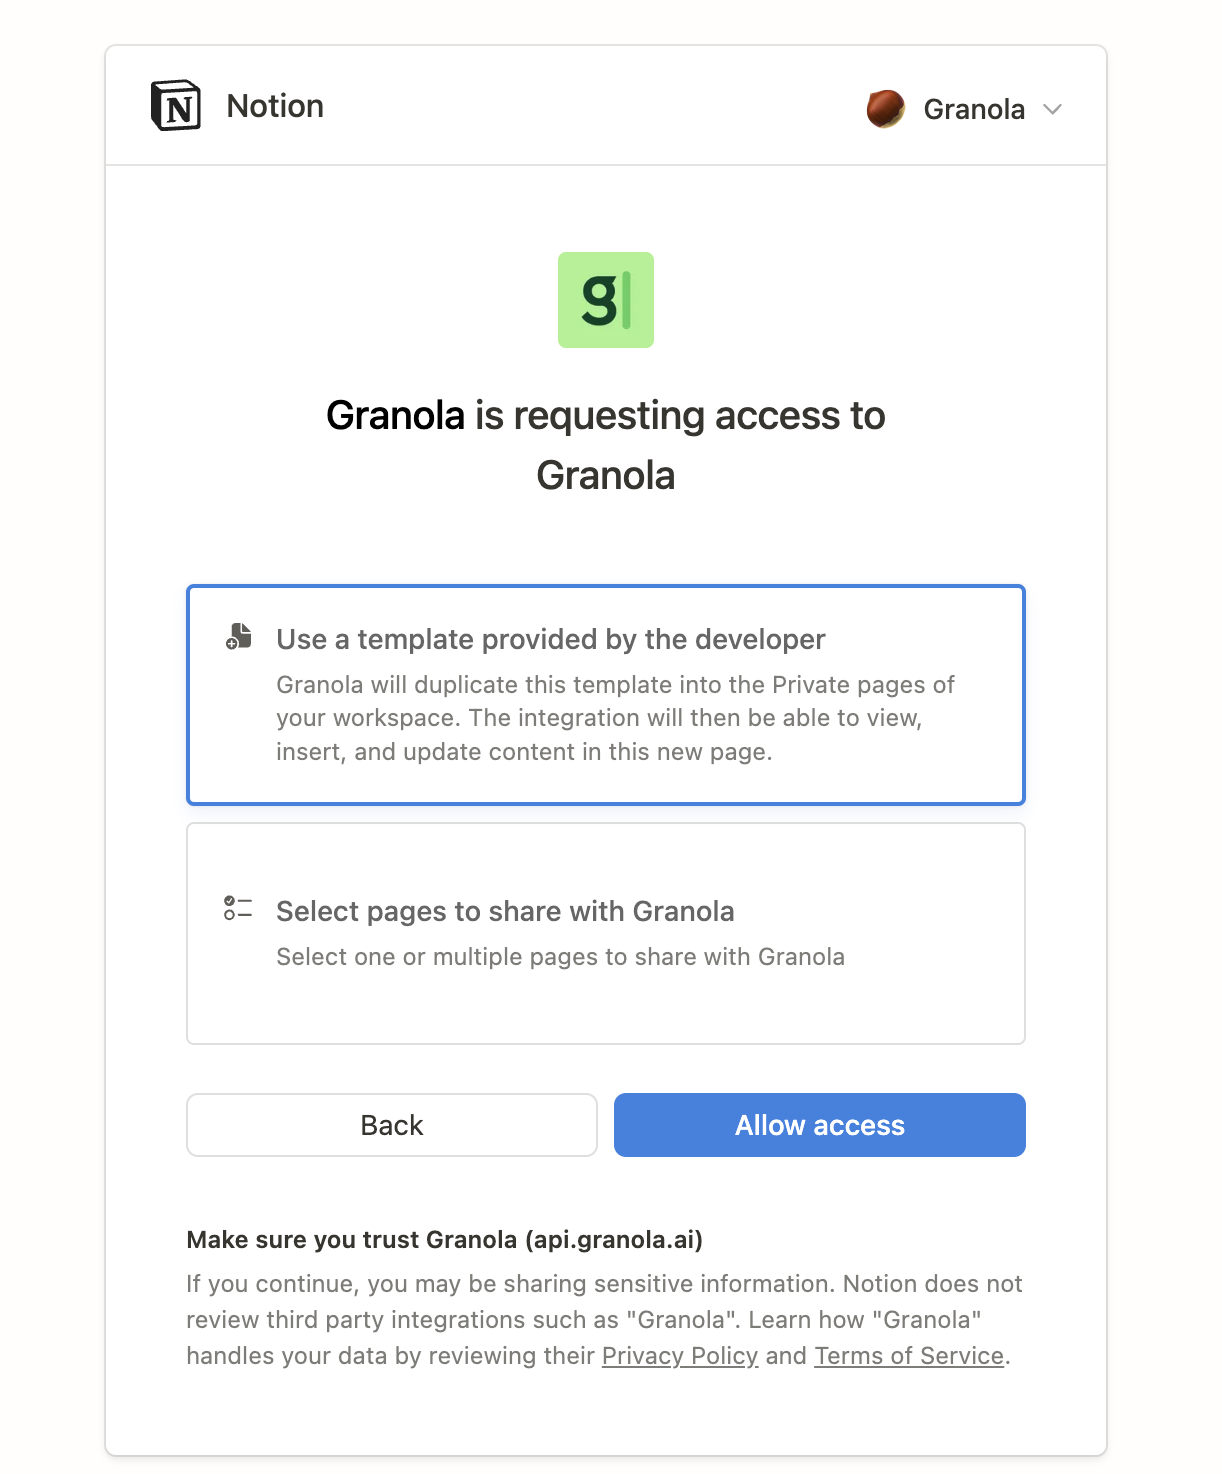 Notion
Granola
g
Granola is requesting access to
Granola
Use a template provided by the developer
Granola will duplicate this template into the Private pages of
your workspace. The integration will then be able to view,
insert, and update content in this new page.
Select pages to share with Granola
Select one or multiple pages to share with Granola
Back
Allow access
Make sure you trust Granola (api.granola.ai)
If you continue, you may be sharing sensitive information. Notion does not
review third party integrations such as "Granola". Learn how "Granola"
handles your data by reviewing their Privacy Policy and Terms of Service.